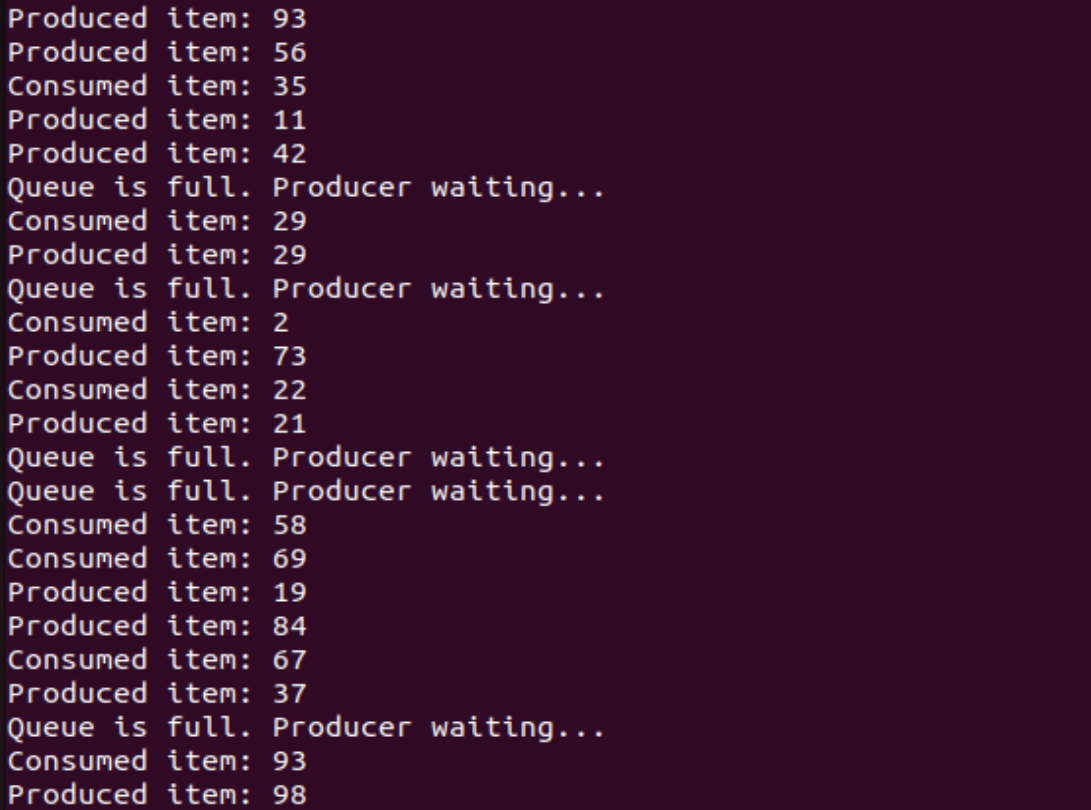 Produced item: 93
Produced item: 56
Consumed item: 35
Produced item: 11
Produced item: 42
Queue is full. Producer waiting...
Consumed item: 29
Produced item: 29
Queue is full. Producer waiting...
Consumed item: 2
Produced item: 73
Consumed item: 22
Produced item: 21
Queue is full. Producer waiting...
Queue is full. Producer waiting...
Consumed item: 58
Consumed item: 69
Produced item: 19
Produced item: 84
Consumed item: 67
Produced item: 37
Queue is full. Producer waiting...
Consumed item: 93
Produced item: 98